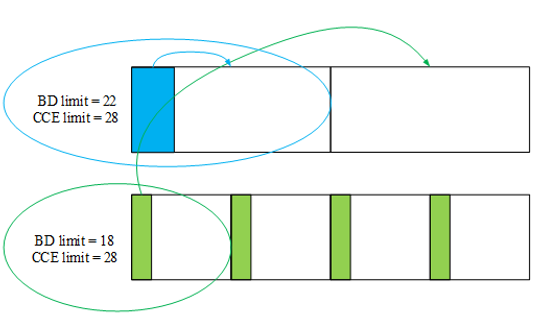 BD limit = 22
CCE limit = 28
BD limit = 18
CCE limit = 28